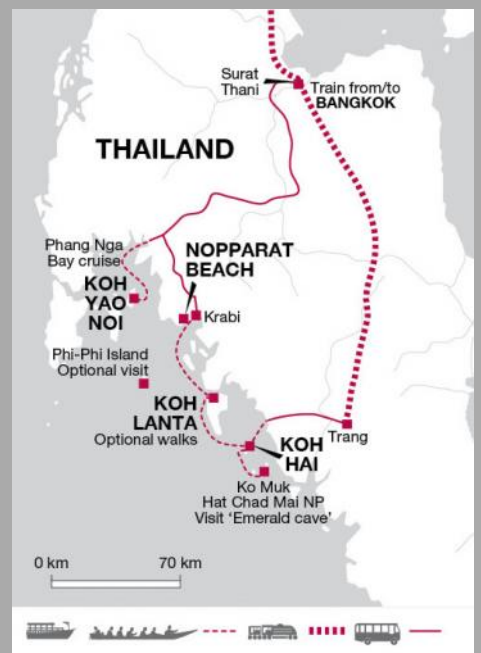 Surat
Thani
Train from/to
BANGKOK
THAILAND
Phang Nga
Bay cruise
KOH
YAO
NOI
NOPPARAT
BEACH
Krabi
Phi-Phi Island
Optional visit
KOH
LANTA
Optional walks
Trang
KOH
HAI
Ko Muk
Hat Chad Mai NP
Visit ‘Emerald cave’
0 km 70 km